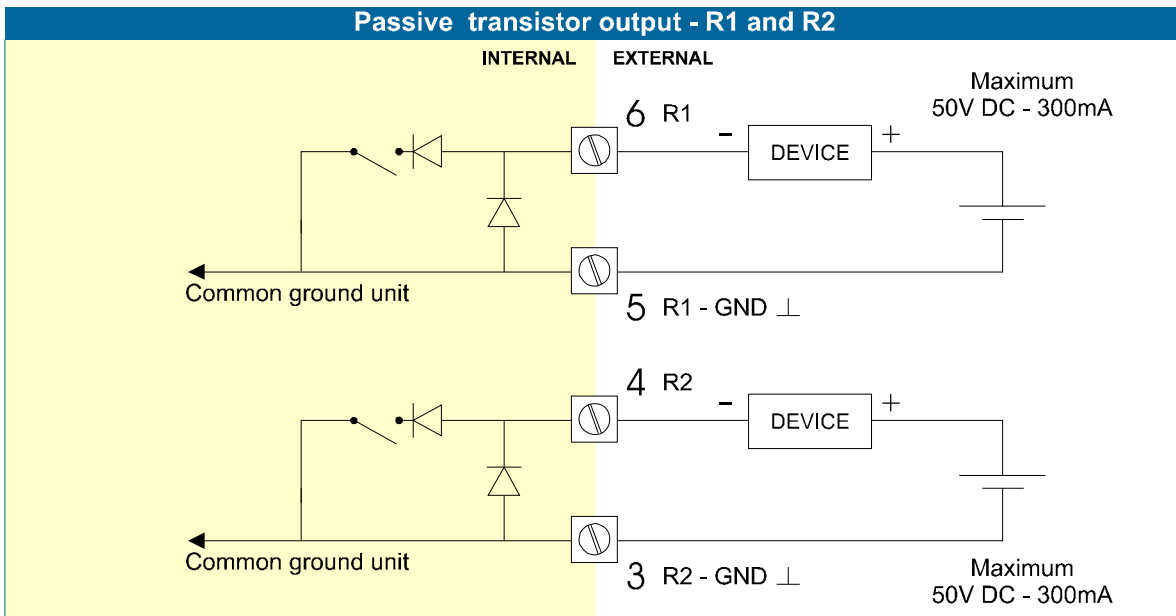 Passive transistor output - R1 and R2
INTERNAL
EXTERNAL
Maximum
50V DC - 300mA
6 R1
-
DEVICE
+
Common ground unit
5 R1 - GND ⊥
4 R2
-
DEVICE
+
Common ground unit
3 R2 - GND ⊥
Maximum
50V DC - 300mA